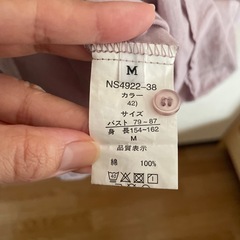 M
NS4922-38
カラー
42)
サイズ
バスト 79-87
身 長154-162
M
品質表示
綿 100%